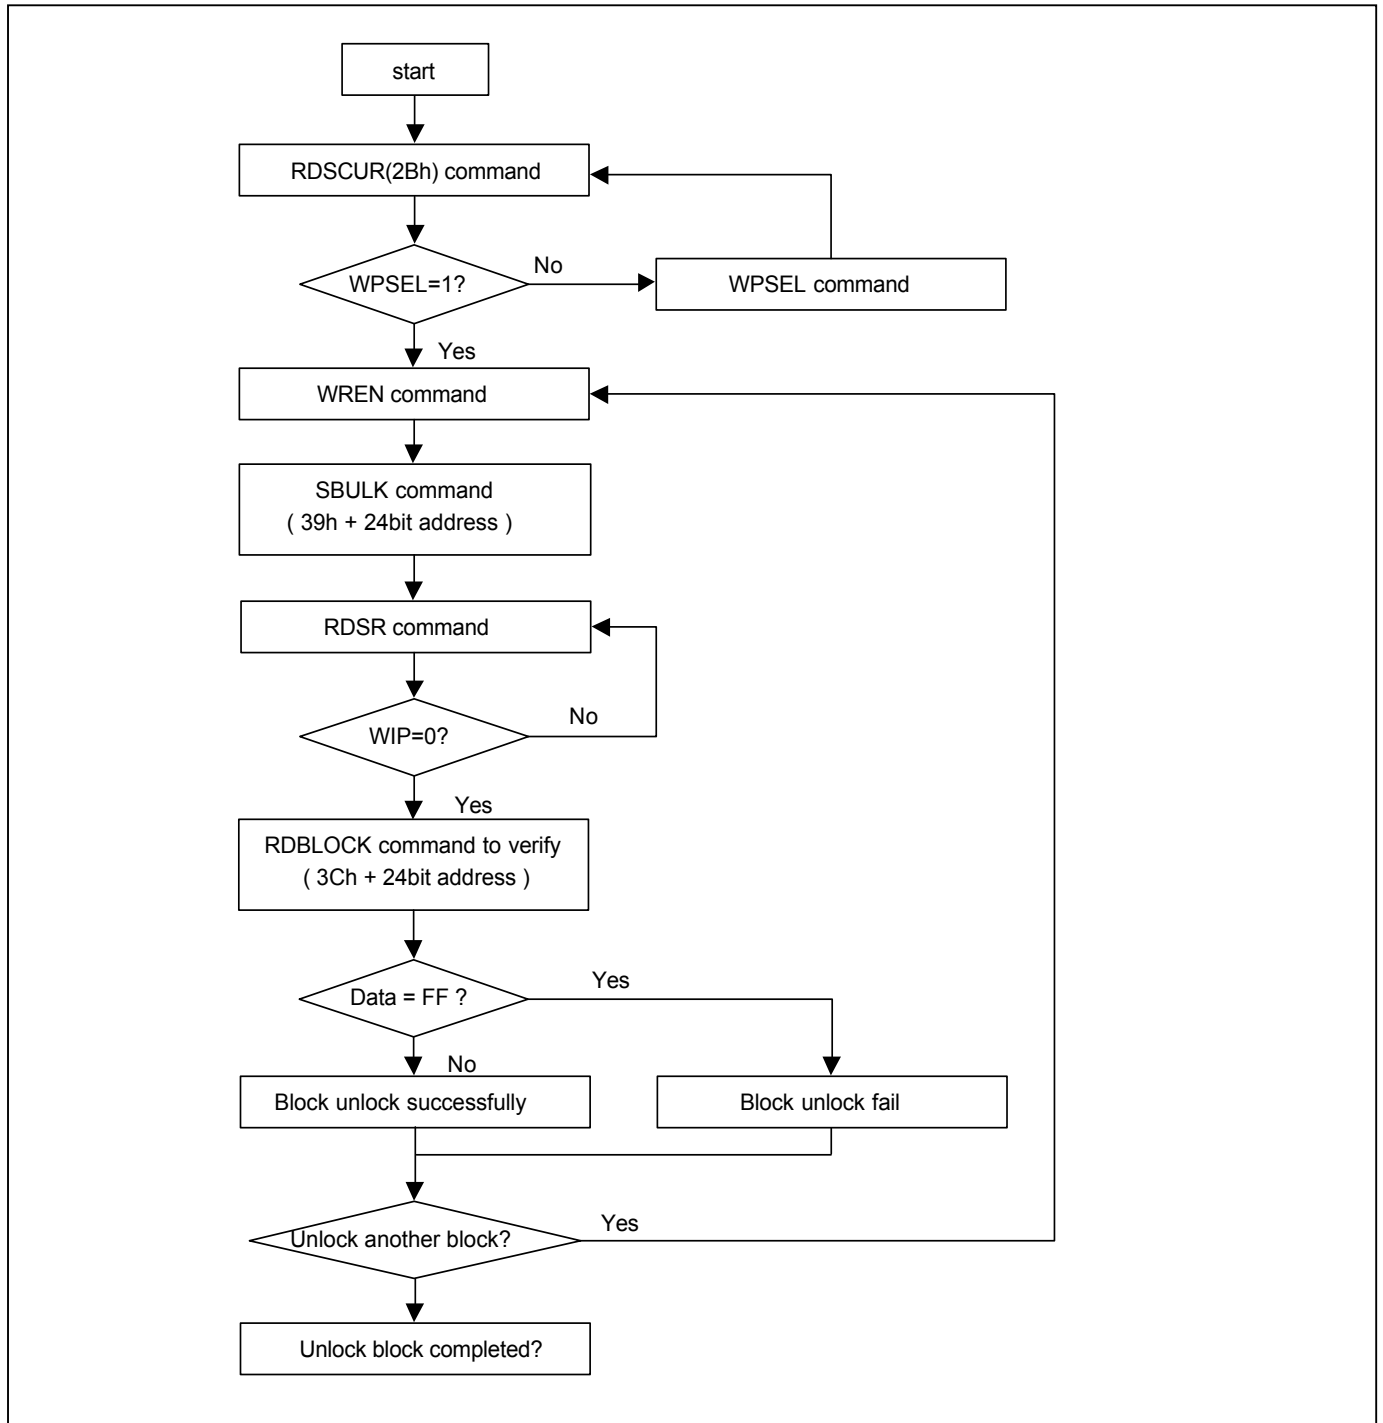 start
RDSCUR(2Bh) command
WPSEL=1?
No
WPSEL command
Yes
WREN command
SBULK command
( 39h + 24bit address )
RDSR command
WIP=0?
No
Yes
RDBLOCK command to verify
( 3Ch + 24bit address )
Data = FF ?
Yes
No
Block unlock successfully
Block unlock fail
Unlock another block?
Yes
Unlock block completed?